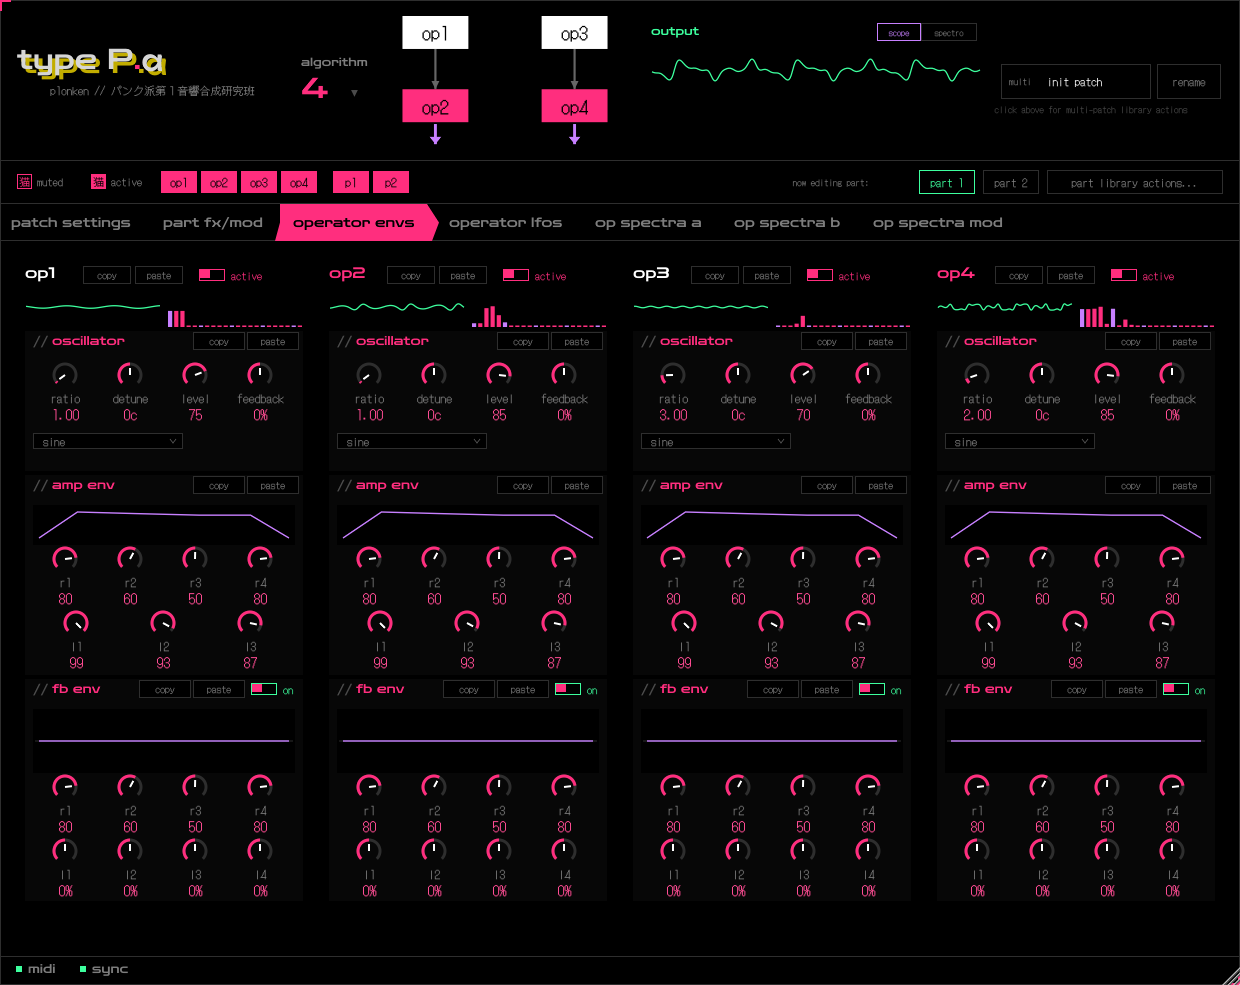 type P.a
plonken // パンク派第1音響合成研究班
algorithm
4
op1
op3
op2
op4
output
scope
spectro
multi init patch
rename
click above for multi-patch library actions
猫 muted
猫 active
op1 op2 op3 op4 p1 p2
now editing part:
part 1
part 2
part library actions...
patch settings
part fx/mod
operator envs
operator lfos
op spectra a
op spectra b
op spectra mod
op1 copy paste active
op2 copy paste active
op3 copy paste active
op4 copy paste active
// oscillator copy paste
// oscillator copy paste
// oscillator copy paste
// oscillator copy paste
ratio detune level feedback
1.00 0c 75 0%
ratio detune level feedback
1.00 0c 85 0%
ratio detune level feedback
3.00 0c 70 0%
ratio detune level feedback
2.00 0c 85 0%
sine
sine
sine
sine
// amp env copy paste
// amp env copy paste
// amp env copy paste
// amp env copy paste
r1 r2 r3 r4
80 60 50 80
r1 r2 r3 r4
80 60 50 80
r1 r2 r3 r4
80 60 50 80
r1 r2 r3 r4
80 60 50 80
l1 l2 l3
99 93 87
l1 l2 l3
99 93 87
l1 l2 l3
99 93 87
l1 l2 l3
99 93 87
// fb env copy paste on
// fb env copy paste on
// fb env copy paste on
// fb env copy paste on
r1 r2 r3 r4
80 60 50 80
r1 r2 r3 r4
80 60 50 80
r1 r2 r3 r4
80 60 50 80
r1 r2 r3 r4
80 60 50 80
l1 l2 l3 l4
0% 0% 0% 0%
l1 l2 l3 l4
0% 0% 0% 0%
l1 l2 l3 l4
0% 0% 0% 0%
l1 l2 l3 l4
0% 0% 0% 0%
midi
sync